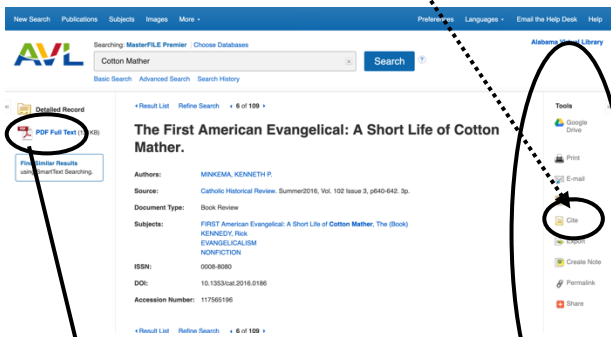 New Search Publications Subjects Images More
Preferences Languages Email the Help Desk Help
AVL
Searching: MasterFILE Premier Choose Databases
Alabama Virtual Library
Cotton Mather
Search
Basic Search Advanced Search Search History
Detailed Record
PDF Full Text
Find Similar Results
using SmartText Searching.
Result List Refine Search 6 of 109
The First American Evangelical: A Short Life of Cotton
Mather.
Authors: MINKEMA, KENNETH P.
Source: Catholic Historical Review. Summer2016, Vol. 102 Issue 3, p640-642. 3p.
Document Type: Book Review
Subjects: FIRST American Evangelical: A Short Life of Cotton Mather, The (Book)
KENNEDY, Rick
EVANGELICALISM
NONFICTION
ISSN: 0008-8080
DOI: 10.1353/cat.2016.0186
Accession Number: 117565196
Result List Refine Search 6 of 109
Tools
Google
Drive
Print
E-mail
Cite
Export
Create Note
Permalink
Share